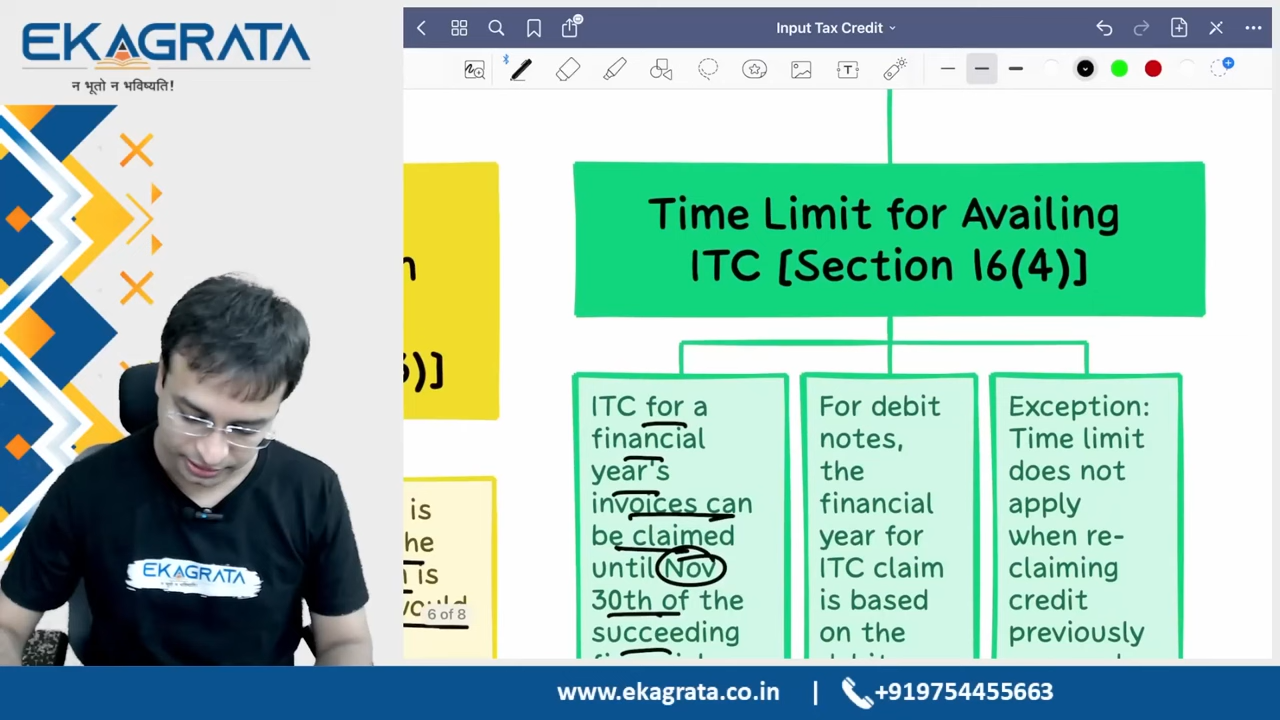 EKAGRATA
न भूतो न भविष्यति!
Input Tax Credit
T
Time Limit for Availing
ITC [Section 16(4)]
)]
is
he
is
6 of 8
ITC for a
financial
year's
invoices can
be claimed
until Nov
30th of the
succeeding
For debit
notes,
the
financial
year for
ITC claim
is based
on the
Exception:
Time limit
does not
apply
when re-
claiming
credit
previously
EKAGRATA
www.ekagrata.co.in | +919754455663